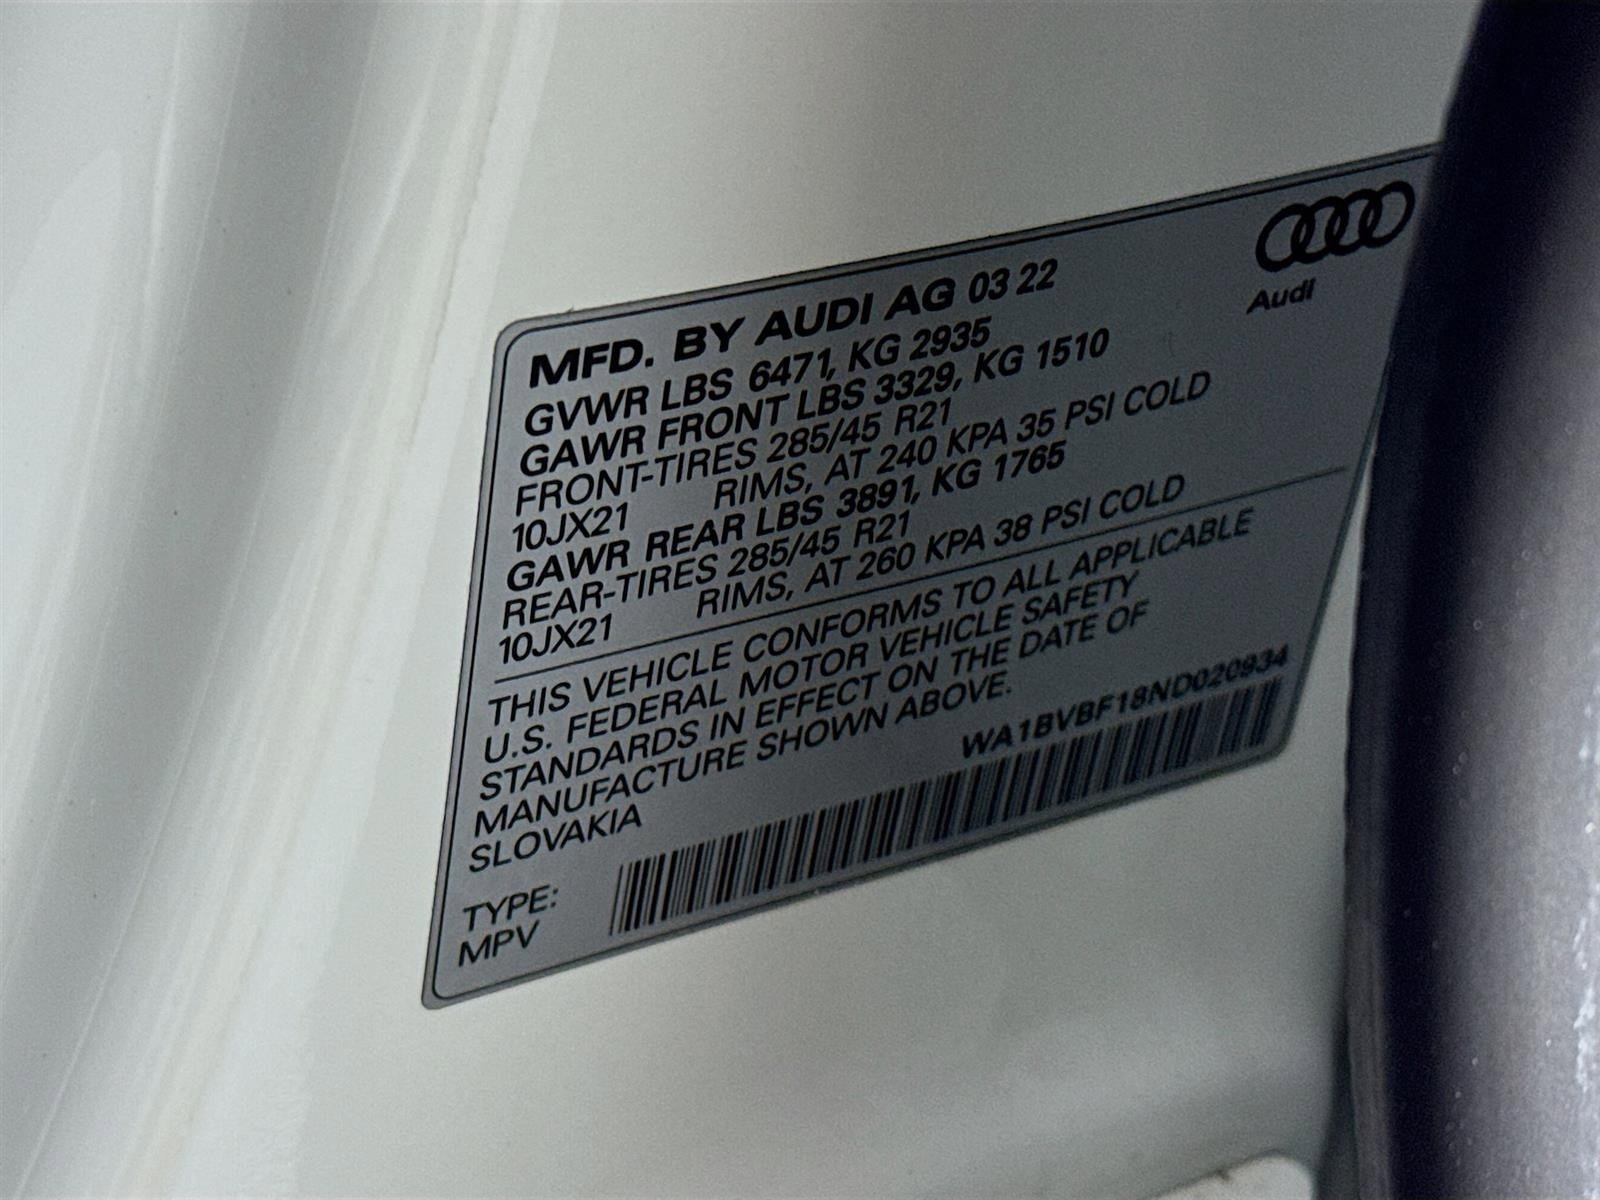 MFD. BY AUDI AG 03 22
Audi
GVWR LBS 6471, KG 2935
GAWR FRONT LBS 3329, KG 1510
FRONT-TIRES 285/45 R21
10JX21 RIMS, AT 240 KPA 35 PSI COLD
GAWR REAR LBS 3891, KG 1765
REAR-TIRES 285/45 R21
10JX21 RIMS, AT 260 KPA 38 PSI COLD
THIS VEHICLE CONFORMS TO ALL APPLICABLE
U.S. FEDERAL MOTOR VEHICLE SAFETY
STANDARDS IN EFFECT ON THE DATE OF
MANUFACTURE SHOWN ABOVE.
SLOVAKIA
WA1BVBF18ND020934
TYPE:
MPV